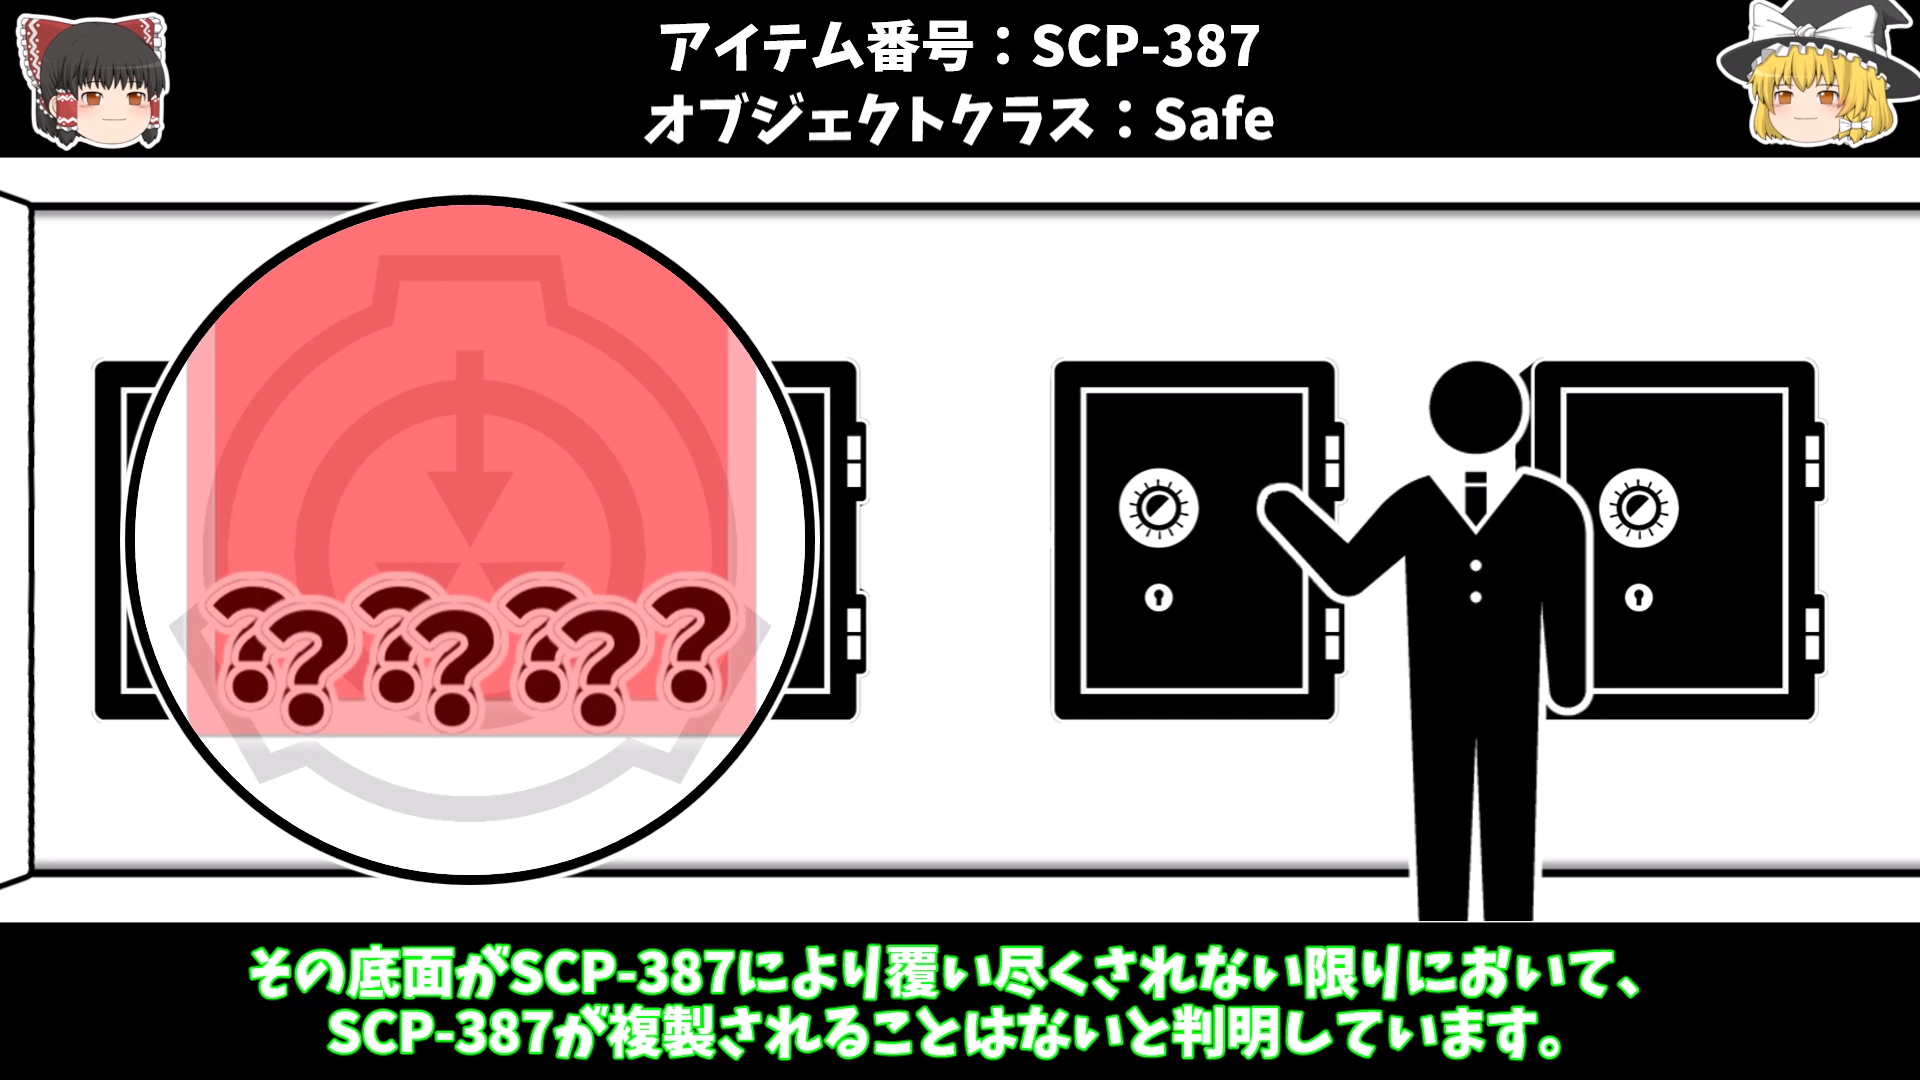 アイテム番号：SCP-387
オブジェクトクラス：Safe
? ? ? ? ? ? ?
その底面がSCP-387により覆い尽くされない限りにおいて、
SCP-387が複製されることはないと判明しています。